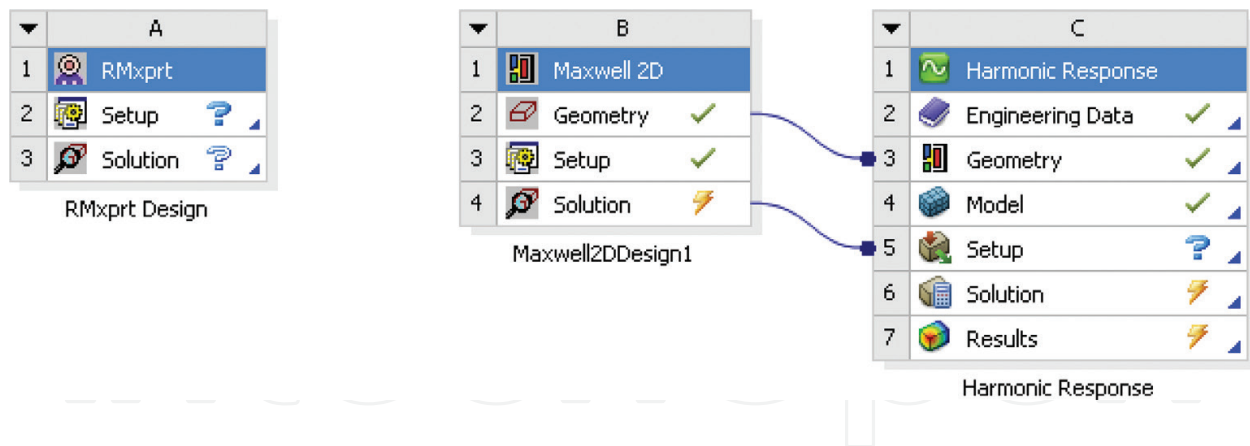 A
1 RMxprt
2 Setup ?
3 Solution ?
RMxprt Design
B
1 Maxwell 2D
2 Geometry
3 Setup
4 Solution
Maxwell2DDesign1
C
1 Harmonic Response
2 Engineering Data
3 Geometry
4 Model
5 Setup ?
6 Solution
7 Results
Harmonic Response